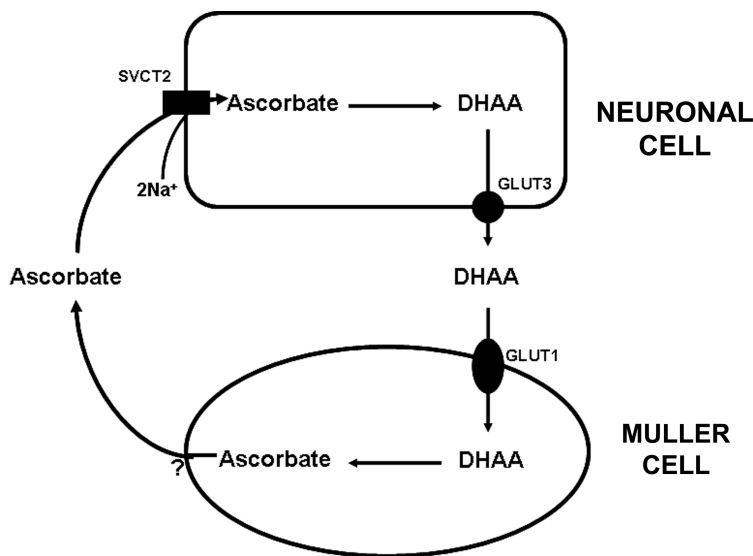 SVCT2
Ascorbate
DHAA
NEURONAL
CELL
2Na⁺
GLUT3
Ascorbate
DHAA
GLUT1
?
Ascorbate
DHAA
MULLER
CELL